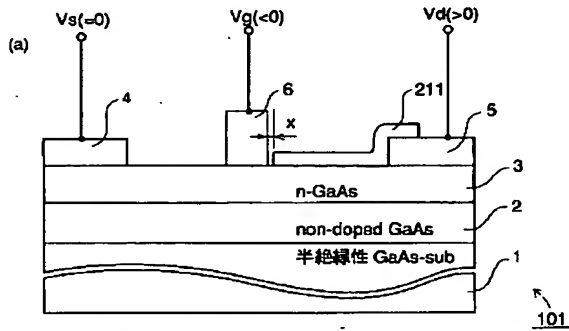 (a)
Vs(=0)
Vg(<0)
Vd(>0)
4
6
211
5
x
3
n-GaAs
2
non-doped GaAs
半絶縁性 GaAs-sub
1
101